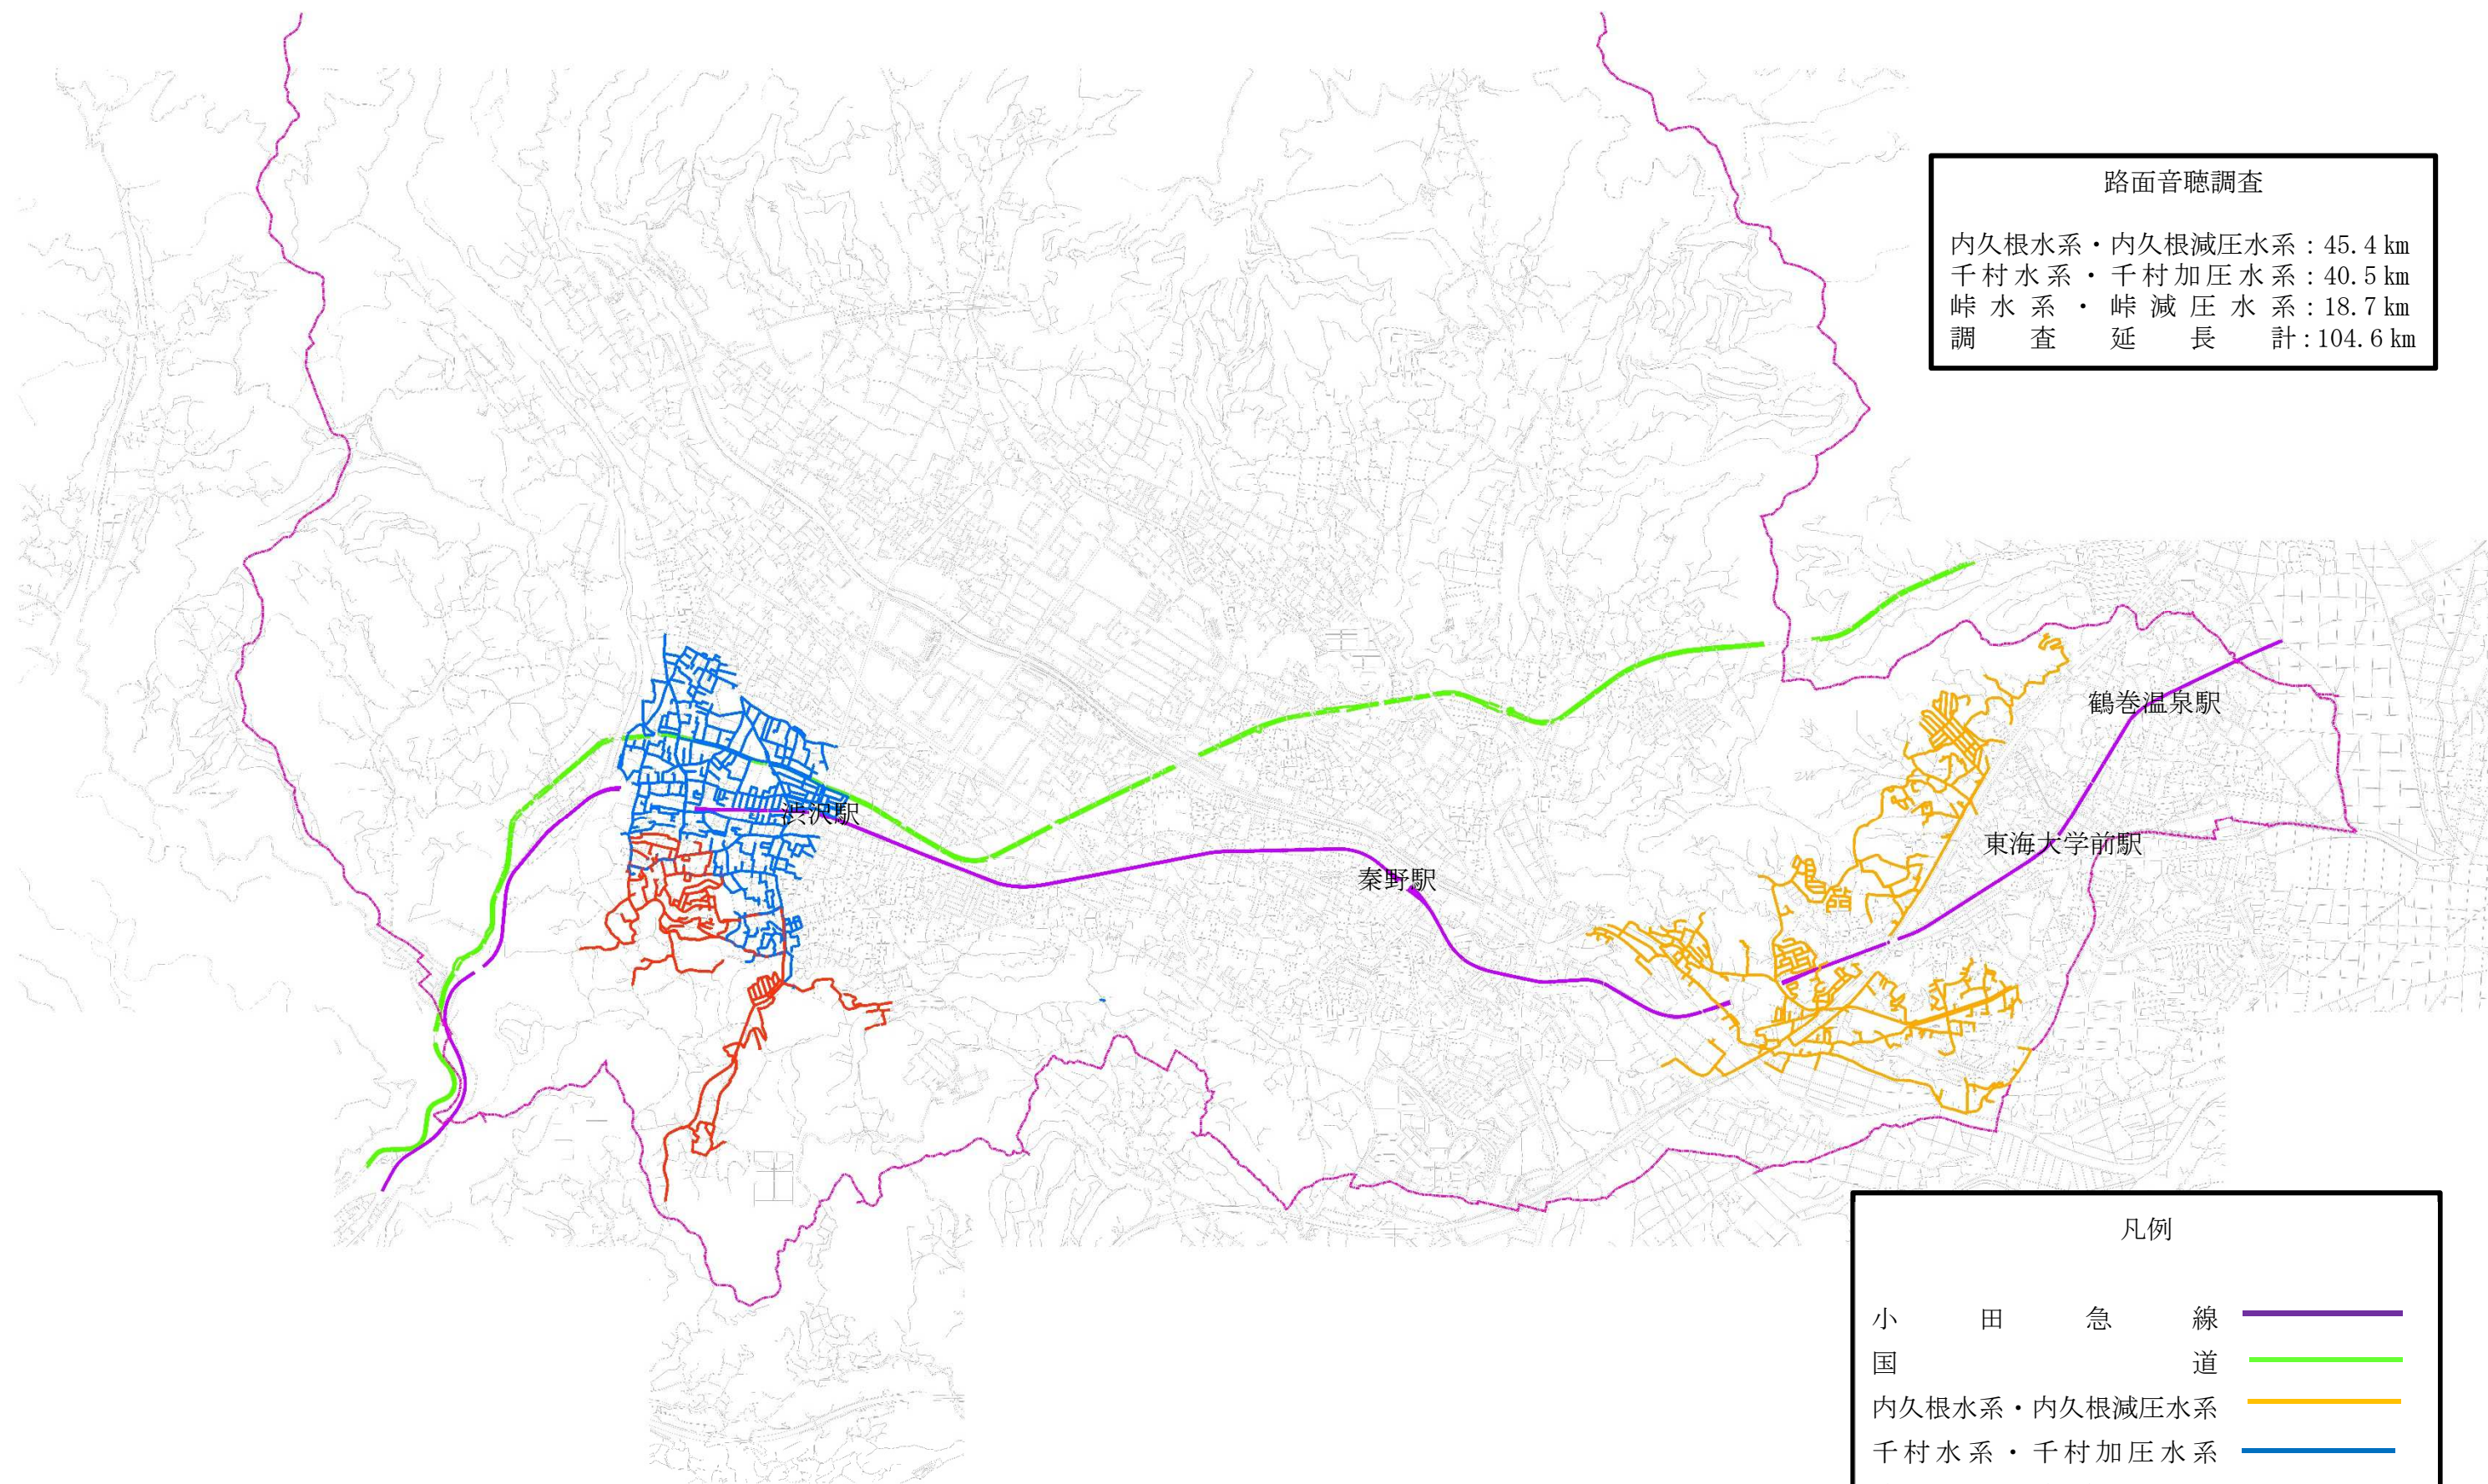 路面音聴調査
内久根水系・内久根減圧水系：45.4㎞
千村水系・千村加圧水系：40.5㎞
峠水系・峠減圧水系：18.7㎞
調査延長計：104.6㎞
鶴巻温泉駅
渋沢駅
東海大学前駅
秦野駅
凡例
小田急線
国道
内久根水系・内久根減圧水系
千村水系・千村加圧水系